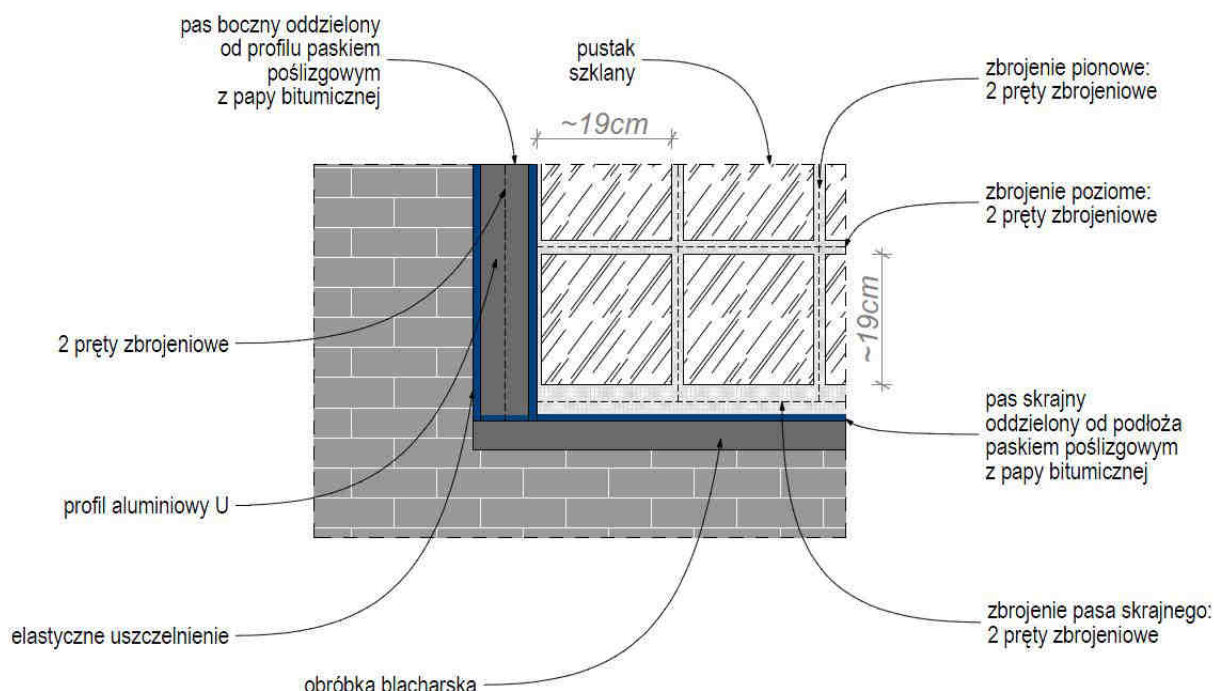 pas boczny oddzielony
od profilu paskiem
poślizgowym
z papy bitumicznej
pustak
szklany
zbrojenie pionowe:
2 pręty zbrojeniowe
~19cm
zbrojenie poziome:
2 pręty zbrojeniowe
~19cm
2 pręty zbrojeniowe
pas skrajny
oddzielony od podłoża
paskiem poślizgowym
z papy bitumicznej
profil aluminiowy U
elastyczne uszczelnienie
zbrojenie pasa skrajnego:
2 pręty zbrojeniowe
obróbka blacharska